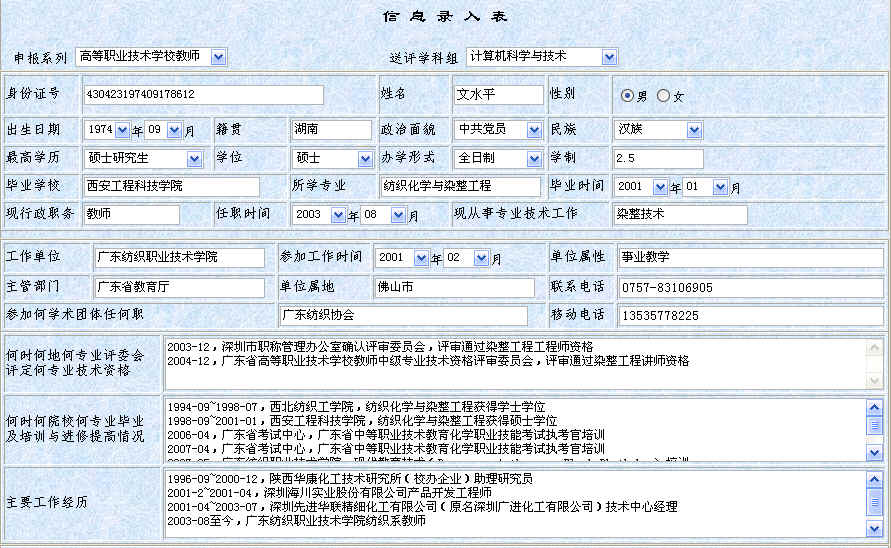 信息录入表
申报系列 高等职业技术学校教师 送评学科组 计算机科学与技术
身份证号 430423197409178612 姓名 文水平 性别 男 女
出生日期 1974 年 09 月 籍贯 湖南 政治面貌 中共党员 民族 汉族
最高学历 硕士研究生 学位 硕士 办学形式 全日制 学制 2.5
毕业学校 西安工程科技学院 所学专业 纺织化学与染整工程 毕业时间 2001 年 01 月
现行政职务 教师 任职时间 2003 年 08 月 现从事专业技术工作 染整技术
工作单位 广东纺织职业技术学院 参加工作时间 2001 年 02 月 单位属性 事业教学
主管部门 广东省教育厅 单位属地 佛山市 联系电话 0757-83106905
参加何学术团体任何职 广东纺织协会 移动电话 13535778225
何时何地何专业评委会
评定何专业技术资格
2003-12，深圳市职称管理办公室确认评审委员会，评审通过染整工程工程师资格
2004-12，广东省高等职业技术学校教师中级专业技术资格评审委员会，评审通过染整工程讲师资格
何时何院校何专业毕业
及培训与进修提高情况
1994-09~1998-07，西北纺织工学院，纺织化学与染整工程获得学士学位
1998-09~2001-01，西安工程科技学院，纺织化学与染整工程获得硕士学位
2006-04，广东省考试中心，广东省中等职业技术教育化学职业技能考试执考官培训
2007-04，广东省考试中心，广东省中等职业技术教育化学职业技能考试执考官培训
主要工作经历
1996-09~2000-12，陕西华康化工技术研究所（校办企业）助理研究员
2001-2~2001-04，深圳海川实业股份有限公司产品开发工程师
2001-04~2003-07，深圳先进华联精细化工有限公司（原名深圳广进化工有限公司）技术中心经理
2003-08至今，广东纺织职业技术学院纺织系教师